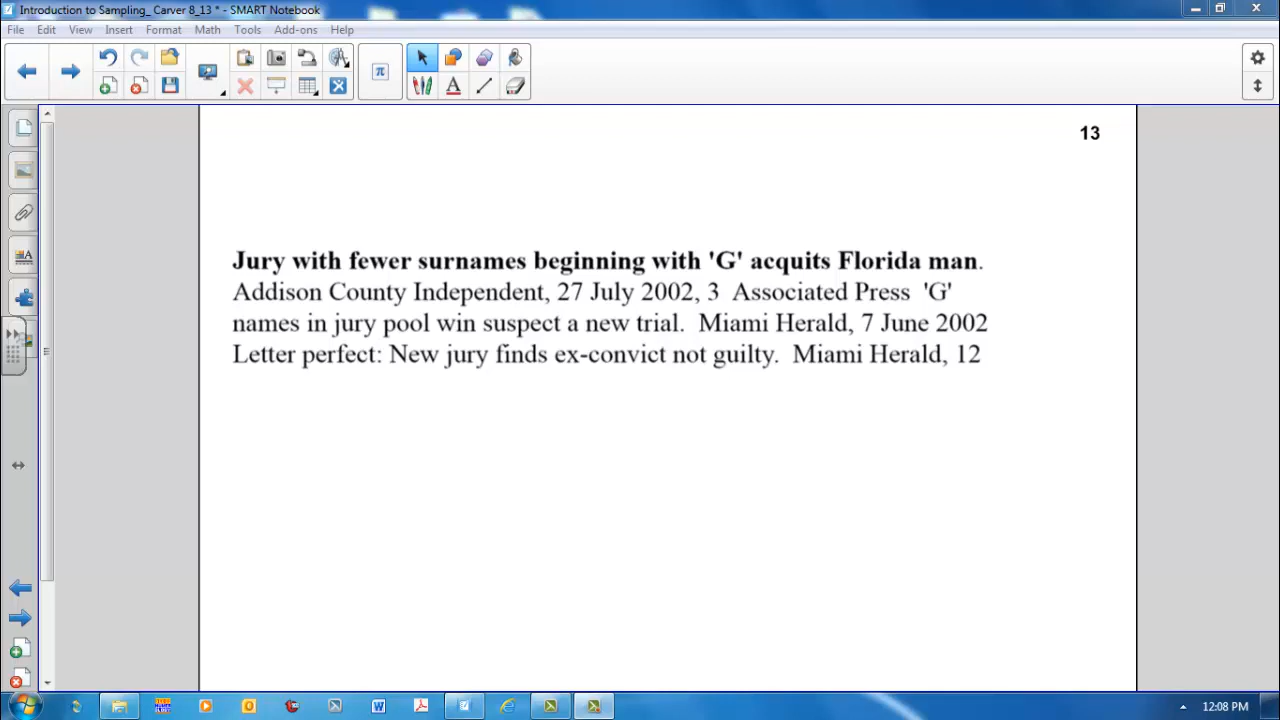 Introduction to Sampling_ Carver 8_13 * - SMART Notebook
File Edit View Insert Format Math Tools Add-ons Help
π
A
13
Jury with fewer surnames beginning with 'G' acquits Florida man.
Addison County Independent, 27 July 2002, 3 Associated Press 'G'
names in jury pool win suspect a new trial. Miami Herald, 7 June 2002
Letter perfect: New jury finds ex-convict not guilty. Miami Herald, 12
12:08 PM